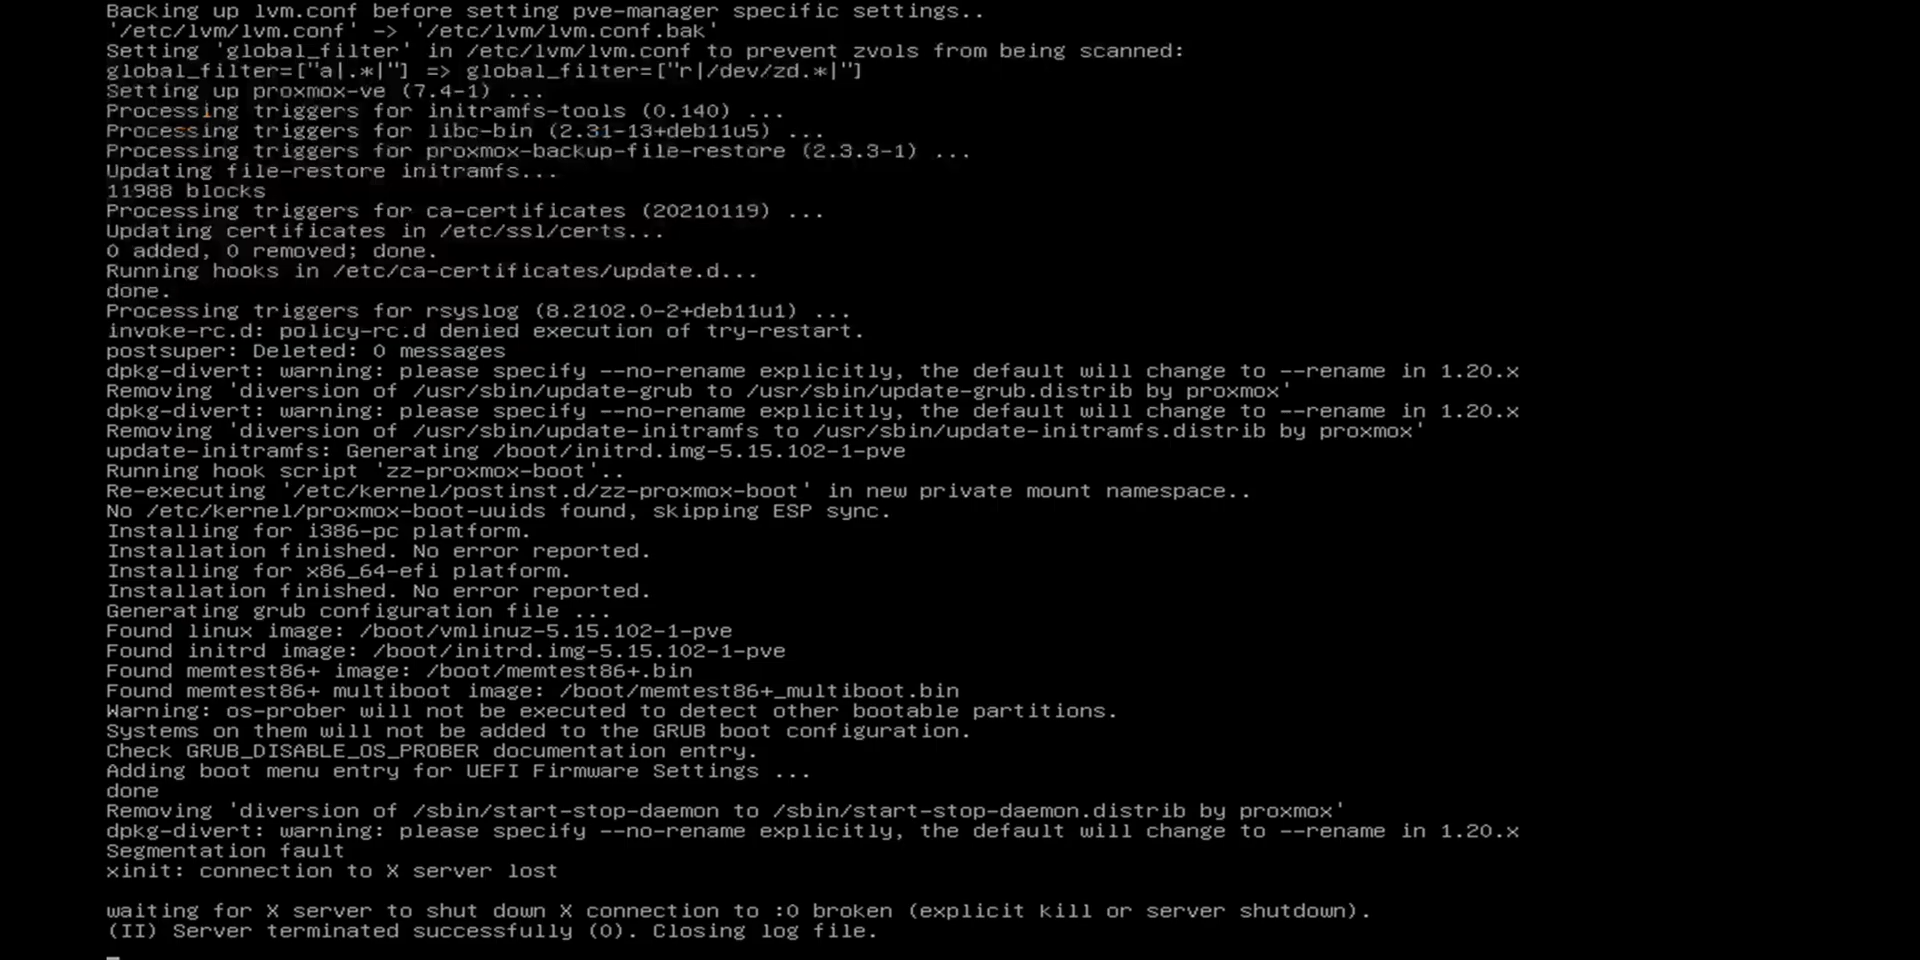 Backing up lvm.conf before setting pve-manager specific settings..
'/etc/lvm/lvm.conf' -> '/etc/lvm/lvm.conf.bak'
Setting 'global_filter' in /etc/lvm/lvm.conf to prevent zvols from being scanned:
global_filter=["a|.*|"] => global_filter=["r|/dev/zd.*|"]
Setting up proxmox-ve (7.4-1) ...
Processing triggers for initramfs-tools (0.140) ...
Processing triggers for libc-bin (2.31-13+deb11u5) ...
Processing triggers for proxmox-backup-file-restore (2.3.3-1) ...
Updating file-restore initramfs...
11988 blocks
Processing triggers for ca-certificates (20210119) ...
Updating certificates in /etc/ssl/certs...
0 added, 0 removed; done.
Running hooks in /etc/ca-certificates/update.d...
done.
Processing triggers for rsyslog (8.2102.0-2+deb11u1) ...
invoke-rc.d: policy-rc.d denied execution of try-restart.
postsuper: Deleted: 0 messages
dpkg-divert: warning: please specify --no-rename explicitly, the default will change to --rename in 1.20.x
Removing 'diversion of /usr/sbin/update-grub to /usr/sbin/update-grub.distrib by proxmox'
dpkg-divert: warning: please specify --no-rename explicitly, the default will change to --rename in 1.20.x
Removing 'diversion of /usr/sbin/update-initramfs to /usr/sbin/update-initramfs.distrib by proxmox'
update-initramfs: Generating /boot/initrd.img-5.15.102-1-pve
Running hook script 'zz-proxmox-boot'..
Re-executing '/etc/kernel/postinst.d/zz-proxmox-boot' in new private mount namespace..
No /etc/kernel/proxmox-boot-uuids found, skipping ESP sync.
Installing for i386-pc platform.
Installation finished. No error reported.
Installing for x86_64-efi platform.
Installation finished. No error reported.
Generating grub configuration file ...
Found linux image: /boot/vmlinuz-5.15.102-1-pve
Found initrd image: /boot/initrd.img-5.15.102-1-pve
Found memtest86+ image: /boot/memtest86+.bin
Found memtest86+ multiboot image: /boot/memtest86+_multiboot.bin
Warning: os-prober will not be executed to detect other bootable partitions.
Systems on them will not be added to the GRUB boot configuration.
Check GRUB_DISABLE_OS_PROBER documentation entry.
Adding boot menu entry for UEFI Firmware Settings ...
done
Removing 'diversion of /sbin/start-stop-daemon to /sbin/start-stop-daemon.distrib by proxmox'
dpkg-divert: warning: please specify --no-rename explicitly, the default will change to --rename in 1.20.x
Segmentation fault
xinit: connection to X server lost
waiting for X server to shut down X connection to :0 broken (explicit kill or server shutdown).
(II) Server terminated successfully (0). Closing log file.